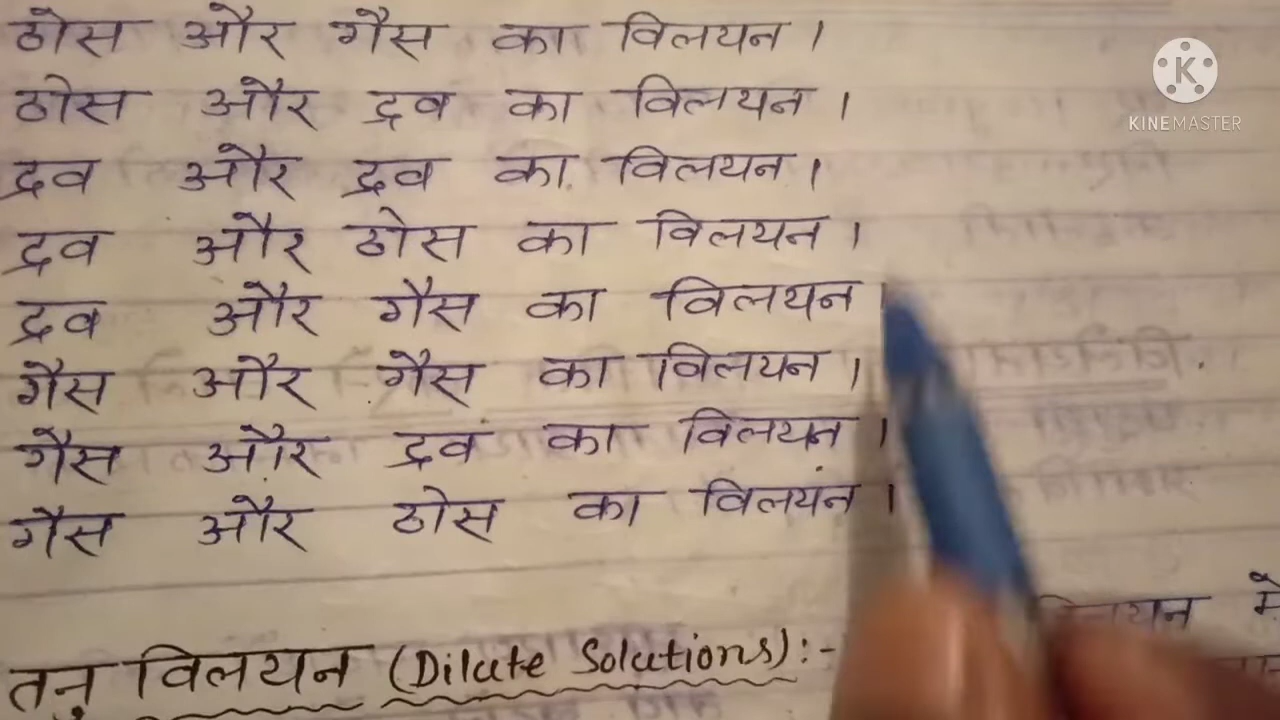 ठोस और गैस का विलयन।
ठोस और द्रव का विलयन।
द्रव और द्रव का विलयन।
द्रव और ठोस का विलयन।
द्रव और गैस का विलयन।
गैस और गैस का विलयन।
गैस और द्रव का विलयन।
गैस और ठोस का विलयन।
तनु विलयन (Dilute Solutions):-
विलयन में
K
KINEMASTER